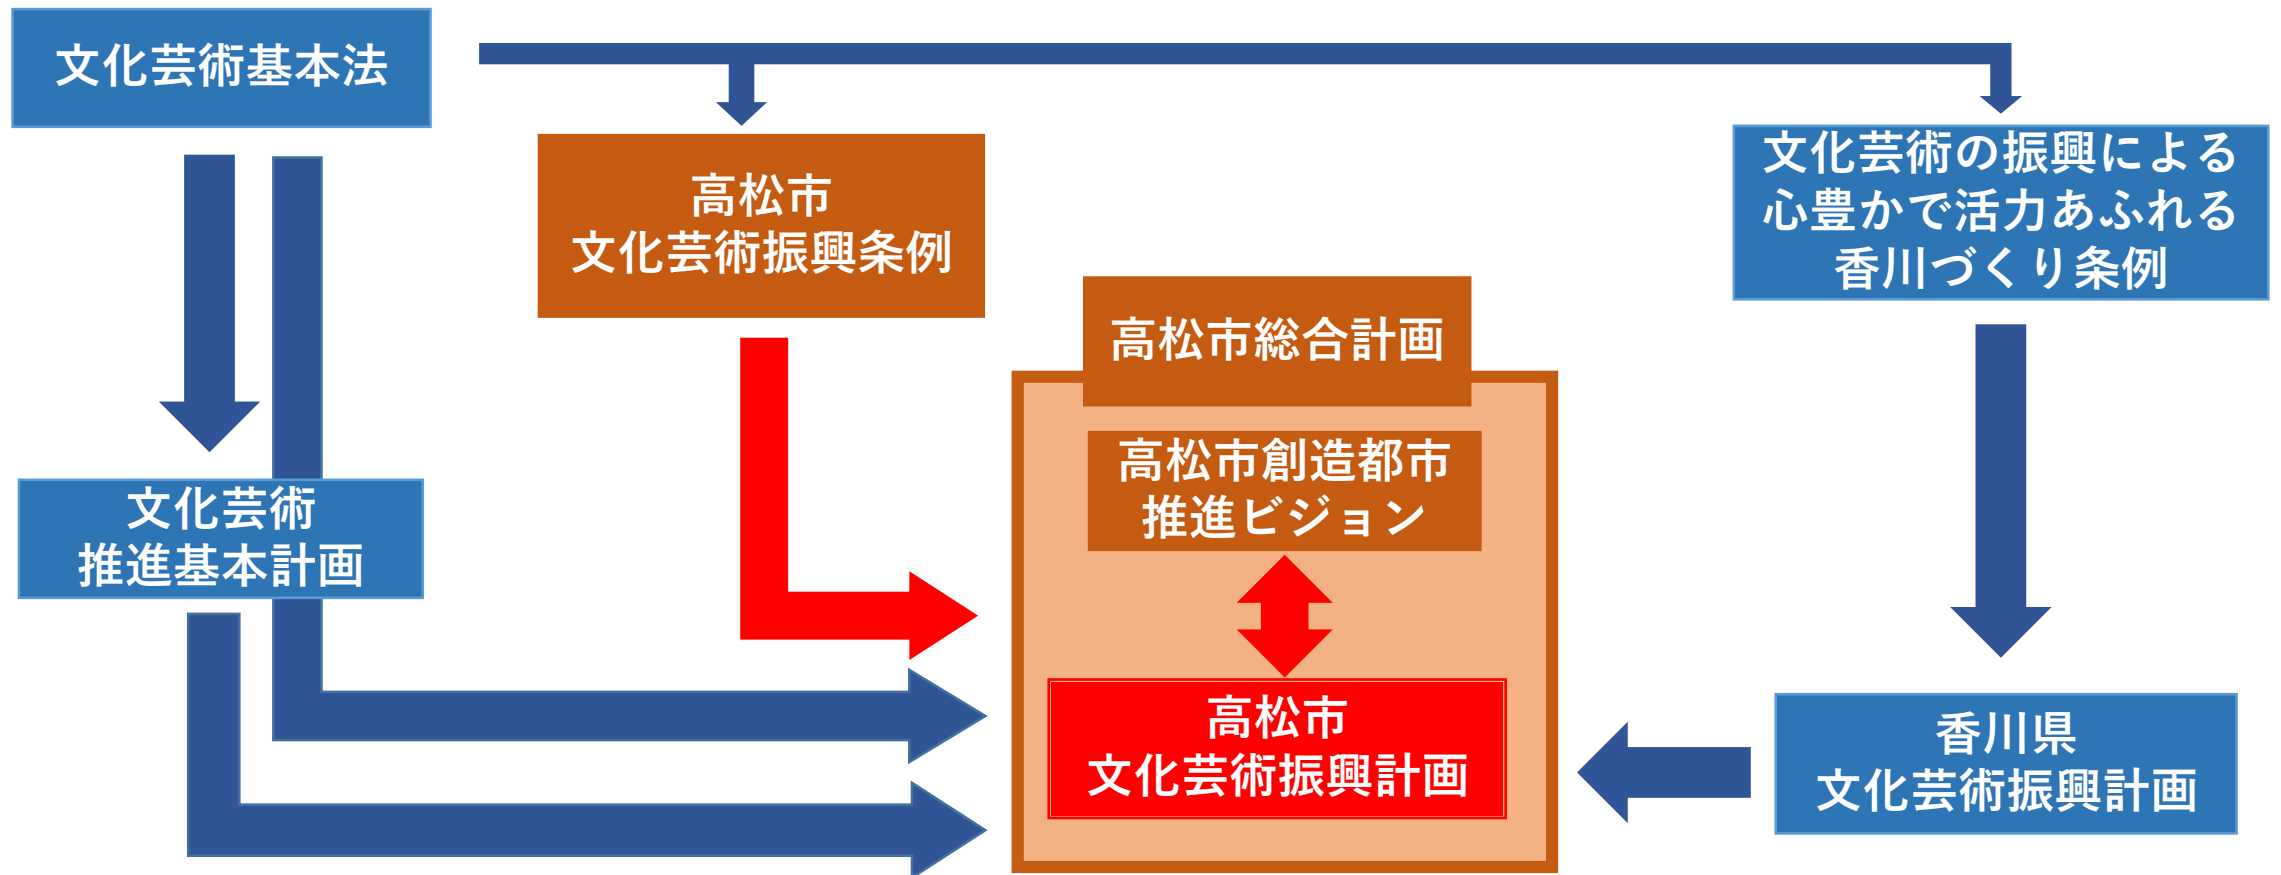 文化芸術基本法
高松市
文化芸術振興条例
文化芸術の振興による
心豊かで活力あふれる
香川づくり条例
高松市総合計画
高松市創造都市
推進ビジョン
文化芸術
推進基本計画
高松市
文化芸術振興計画
香川県
文化芸術振興計画